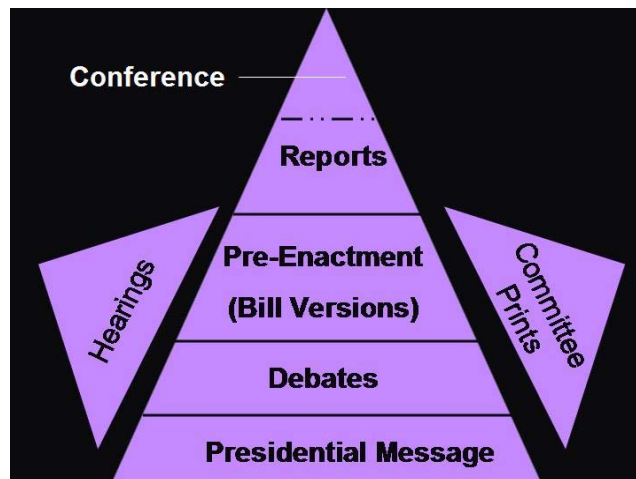 Conference
Reports
Pre-Enactment
(Bill Versions)
Hearings
Committee
Prints
Debates
Presidential Message